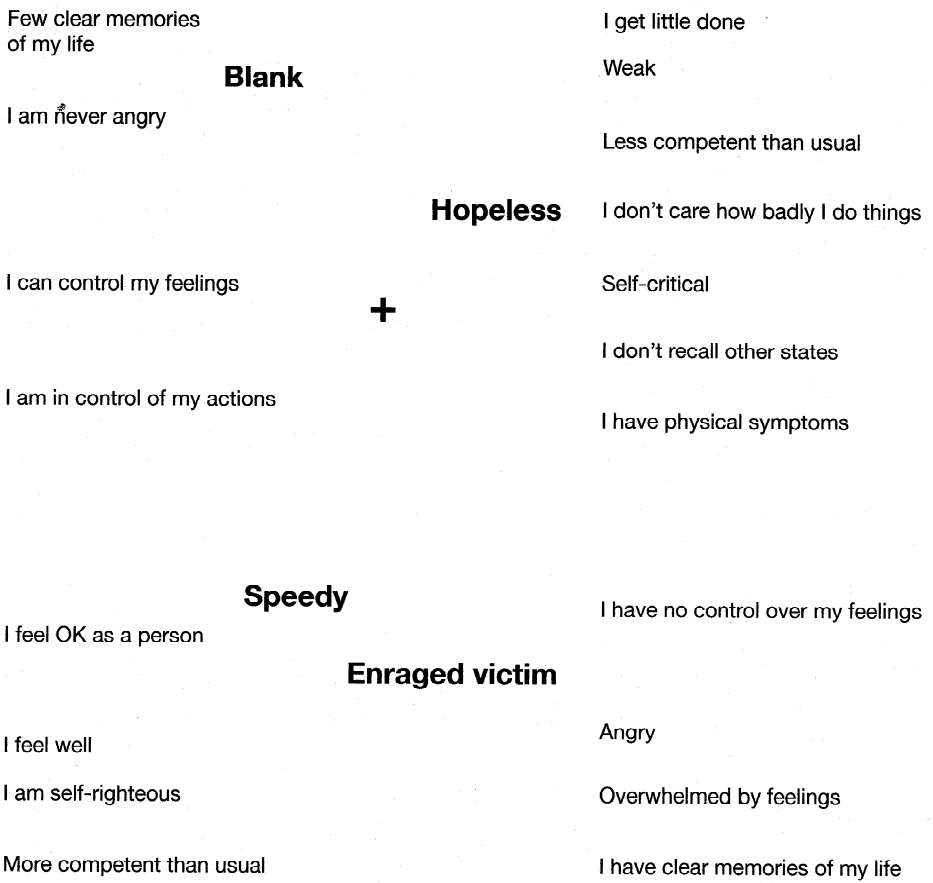 Few clear memories
of my life
I get little done
Blank
Weak
I am never angry
Less competent than usual
Hopeless
I don't care how badly I do things
I can control my feelings
Self-critical
+
I don't recall other states
I am in control of my actions
I have physical symptoms
Speedy
I have no control over my feelings
I feel OK as a person
Enraged victim
Angry
I feel well
I am self-righteous
Overwhelmed by feelings
More competent than usual
I have clear memories of my life